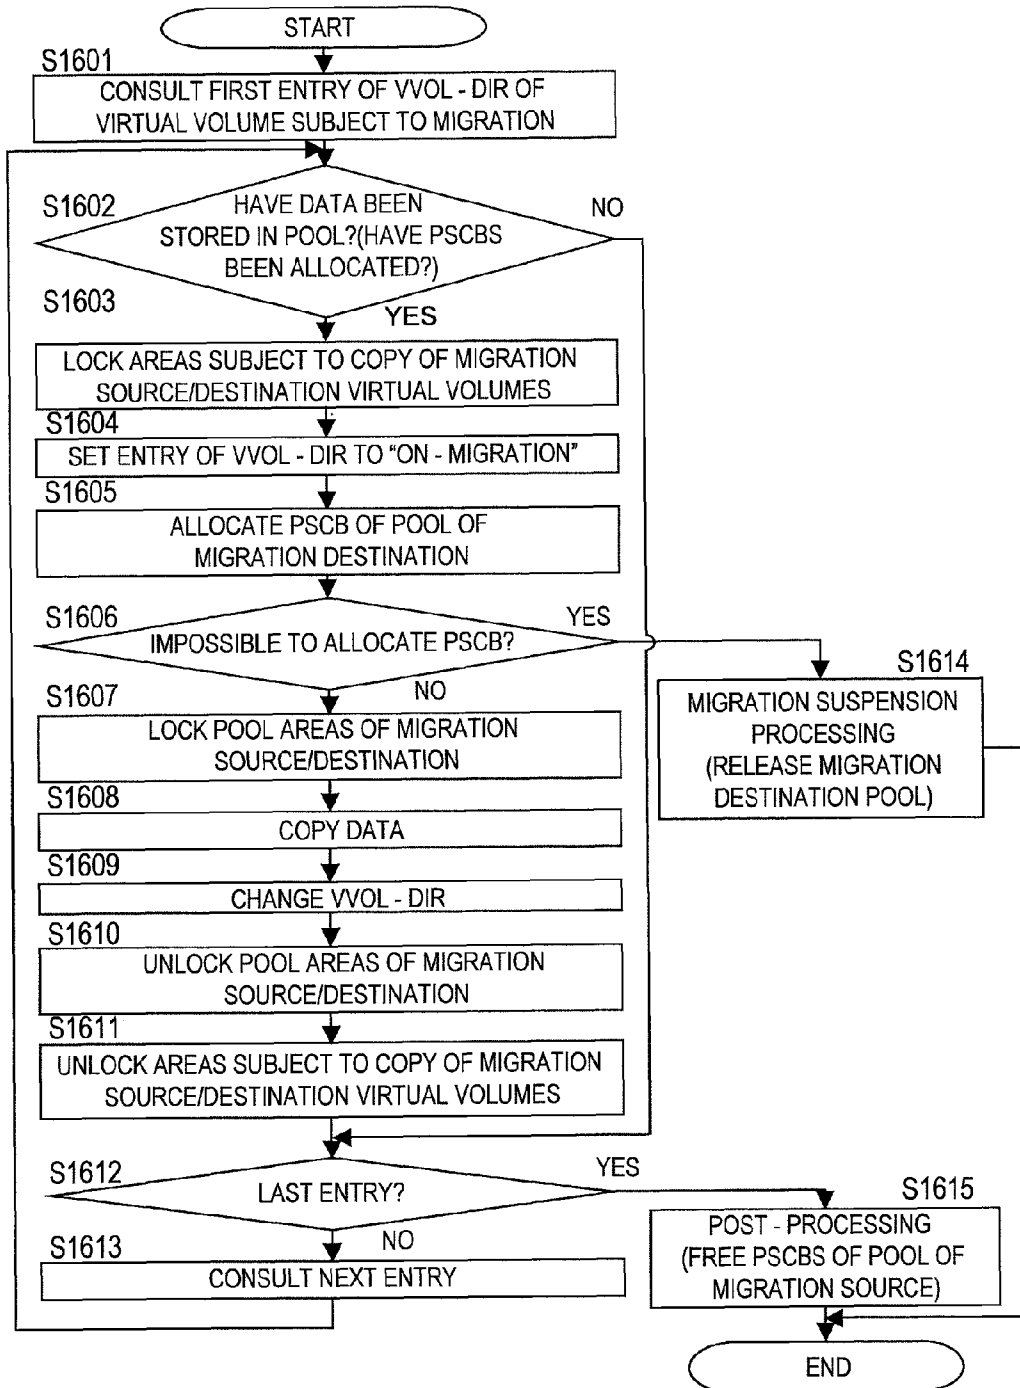 START
S1601
CONSULT FIRST ENTRY OF VVOL - DIR OF
VIRTUAL VOLUME SUBJECT TO MIGRATION
S1602
HAVE DATA BEEN
STORED IN POOL?(HAVE PSCBS
BEEN ALLOCATED?)
NO
S1603
YES
LOCK AREAS SUBJECT TO COPY OF MIGRATION
SOURCE/DESTINATION VIRTUAL VOLUMES
S1604
SET ENTRY OF VVOL - DIR TO “ON - MIGRATION”
S1605
ALLOCATE PSCB OF POOL OF
MIGRATION DESTINATION
S1606
IMPOSSIBLE TO ALLOCATE PSCB?
YES
NO
S1614
MIGRATION SUSPENSION
PROCESSING
(RELEASE MIGRATION
DESTINATION POOL)
S1607
LOCK POOL AREAS OF MIGRATION
SOURCE/DESTINATION
S1608
COPY DATA
S1609
CHANGE VVOL - DIR
S1610
UNLOCK POOL AREAS OF MIGRATION
SOURCE/DESTINATION
S1611
UNLOCK AREAS SUBJECT TO COPY OF MIGRATION
SOURCE/DESTINATION VIRTUAL VOLUMES
S1612
LAST ENTRY?
YES
NO
S1613
CONSULT NEXT ENTRY
S1615
POST - PROCESSING
(FREE PSCBS OF POOL OF
MIGRATION SOURCE)
END